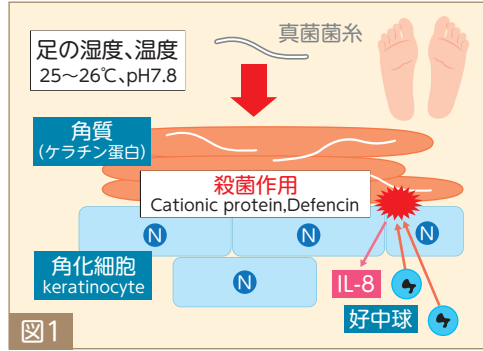 足の湿度、温度
25〜26℃、pH7.8
真菌菌糸
角質
(ケラチン蛋白)
殺菌作用
Cationic protein,Defencin
N
N
N
角化細胞
keratinocyte
N
IL-8
好中球
図1